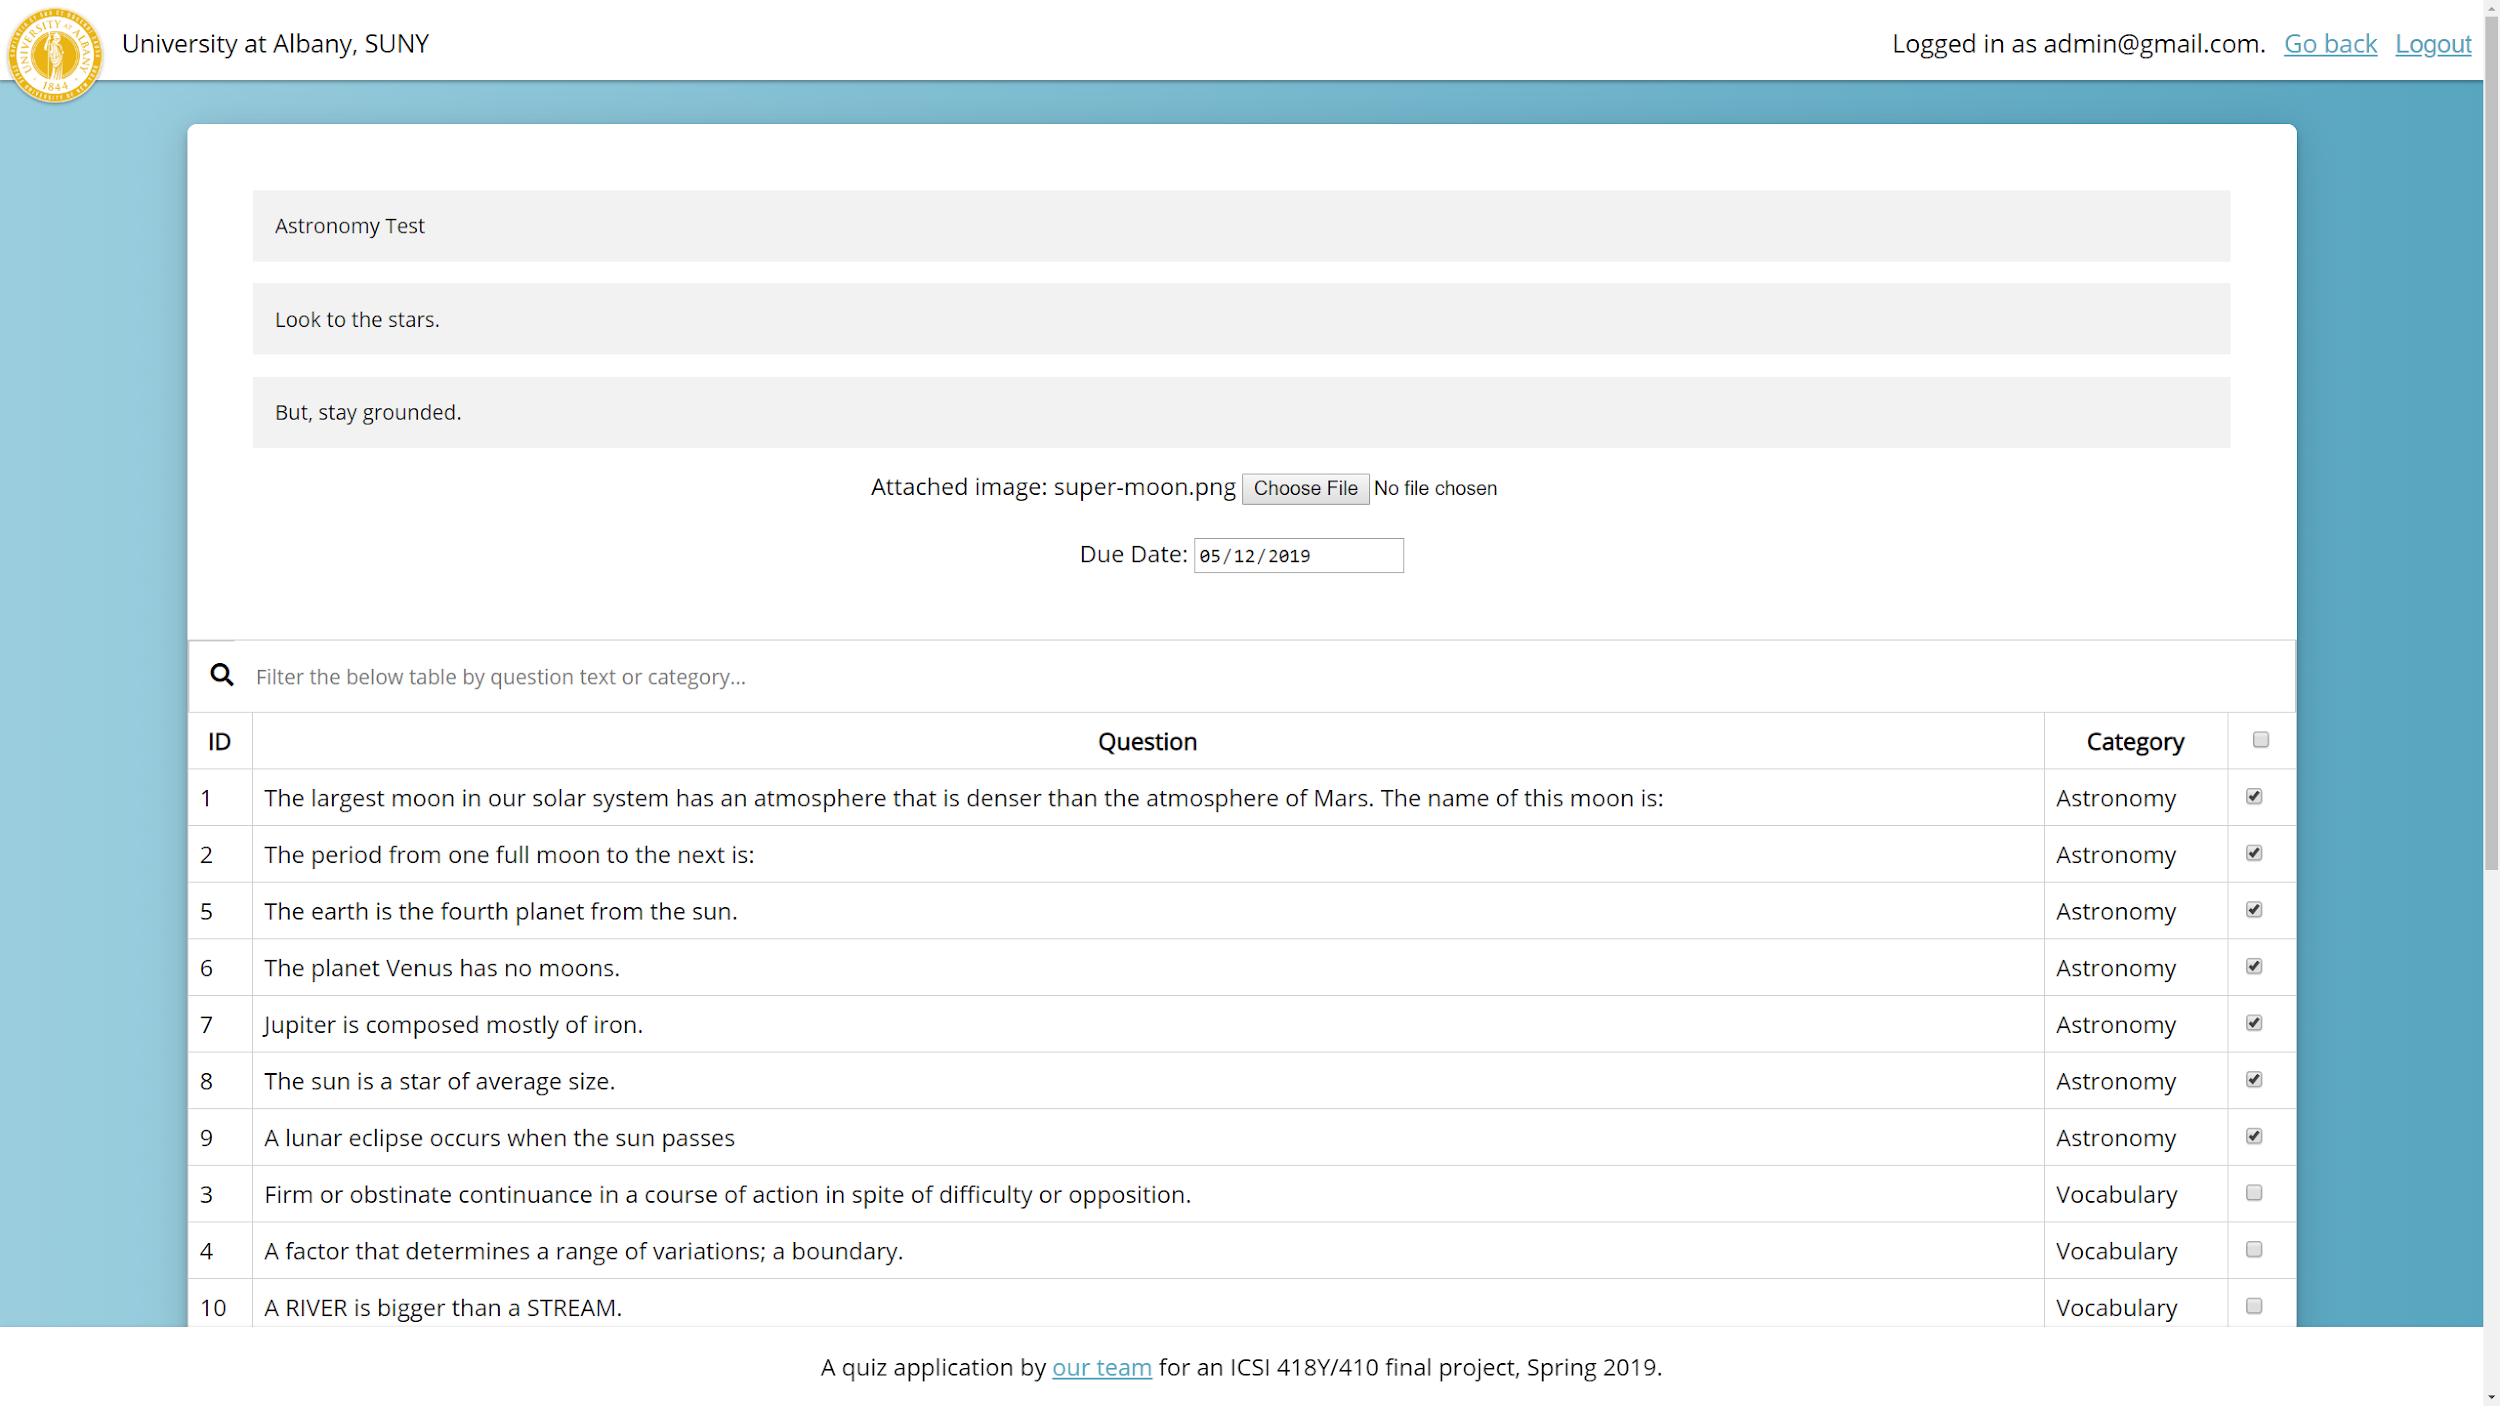 University at Albany, SUNY
Logged in as admin@gmail.com. Go back Logout
UNIVERSITY AT ALBANY
1844
Astronomy Test
Look to the stars.
But, stay grounded.
Attached image: super-moon.png Choose File No file chosen
Due Date: 05/12/2019
Filter the below table by question text or category...
ID Question Category
1 The largest moon in our solar system has an atmosphere that is denser than the atmosphere of Mars. The name of this moon is: Astronomy
2 The period from one full moon to the next is: Astronomy
5 The earth is the fourth planet from the sun. Astronomy
6 The planet Venus has no moons. Astronomy
7 Jupiter is composed mostly of iron. Astronomy
8 The sun is a star of average size. Astronomy
9 A lunar eclipse occurs when the sun passes Astronomy
3 Firm or obstinate continuance in a course of action in spite of difficulty or opposition. Vocabulary
4 A factor that determines a range of variations; a boundary. Vocabulary
10 A RIVER is bigger than a STREAM. Vocabulary
A quiz application by our team for an ICSI 418Y/410 final project, Spring 2019.